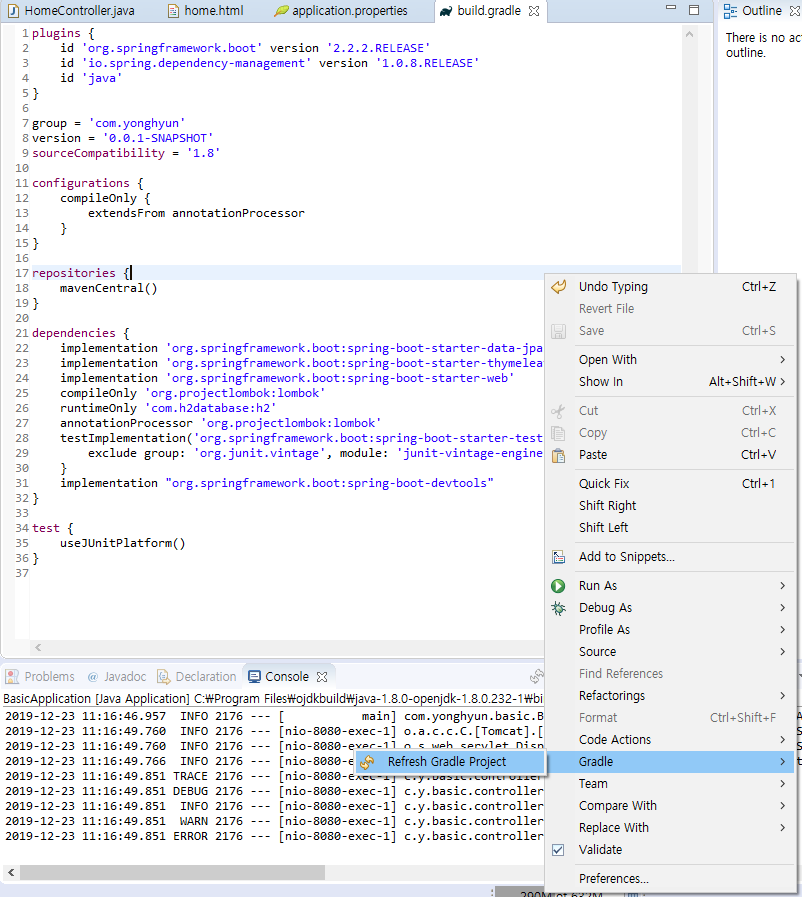 HomeController.java home.html application.properties build.gradle
Outline
There is no
outline.
1 plugins {
2 id 'org.springframework.boot' version '2.2.2.RELEASE'
3 id 'io.spring.dependency-management' version '1.0.8.RELEASE'
4 id 'java'
5 }
6
7 group = 'com.yonghyun'
8 version = '0.0.1-SNAPSHOT'
9 sourceCompatibility = '1.8'
10
11 configurations {
12 compileOnly {
13 extendsFrom annotationProcessor
14 }
15 }
16
17 repositories {
18 mavenCentral()
19 }
20
21 dependencies {
22 implementation 'org.springframework.boot:spring-boot-starter-data-jpa
23 implementation 'org.springframework.boot:spring-boot-starter-thymelea
24 implementation 'org.springframework.boot:spring-boot-starter-web'
25 compileOnly 'org.projectlombok:lombok'
26 runtimeOnly 'com.h2database:h2'
27 annotationProcessor 'org.projectlombok:lombok'
28 testImplementation('org.springframework.boot:spring-boot-starter-test
29 exclude group: 'org.junit.vintage', module: 'junit-vintage-engine
30 }
31 implementation "org.springframework.boot:spring-boot-devtools"
32 }
33
34 test {
35 useJUnitPlatform()
36 }
37
Undo Typing Ctrl+Z
Revert File
Save Ctrl+S
Open With
Show In Alt+Shift+W
Cut Ctrl+X
Copy Ctrl+C
Paste Ctrl+V
Quick Fix Ctrl+1
Shift Right
Shift Left
Add to Snippets...
Run As
Debug As
Profile As
Source
Find References
Refactorings
Format Ctrl+Shift+F
Code Actions
Gradle
Team
Compare With
Replace With
Validate
Preferences...
Refresh Gradle Project
Problems @ Javadoc Declaration Console
BasicApplication [Java Application] C:₩Program Files₩ojdkbuild₩java-1.8.0-openjdk-1.8.0.232-1₩bi
2019-12-23 11:16:46.957 INFO 2176 --- [ main] com.yonghyun.basic.B
2019-12-23 11:16:49.760 INFO 2176 --- [nio-8080-exec-1] o.a.c.c.C.[Tomcat].[
2019-12-23 11:16:49.760 INFO 2176 --- [nio-8080-exec-1] o.s.web.servlet.Disp
2019-12-23 11:16:49.766 INFO 2176 ---
2019-12-23 11:16:49.851 TRACE 2176 --- [nio-8080-exec-1] c.y.basic.controller
2019-12-23 11:16:49.851 DEBUG 2176 --- [nio-8080-exec-1] c.y.basic.controller
2019-12-23 11:16:49.851 INFO 2176 --- [nio-8080-exec-1] c.y.basic.controller
2019-12-23 11:16:49.851 WARN 2176 --- [nio-8080-exec-1] c.y.basic.controller
2019-12-23 11:16:49.851 ERROR 2176 --- [nio-8080-exec-1] c.y.basic.controller
290M of 632M